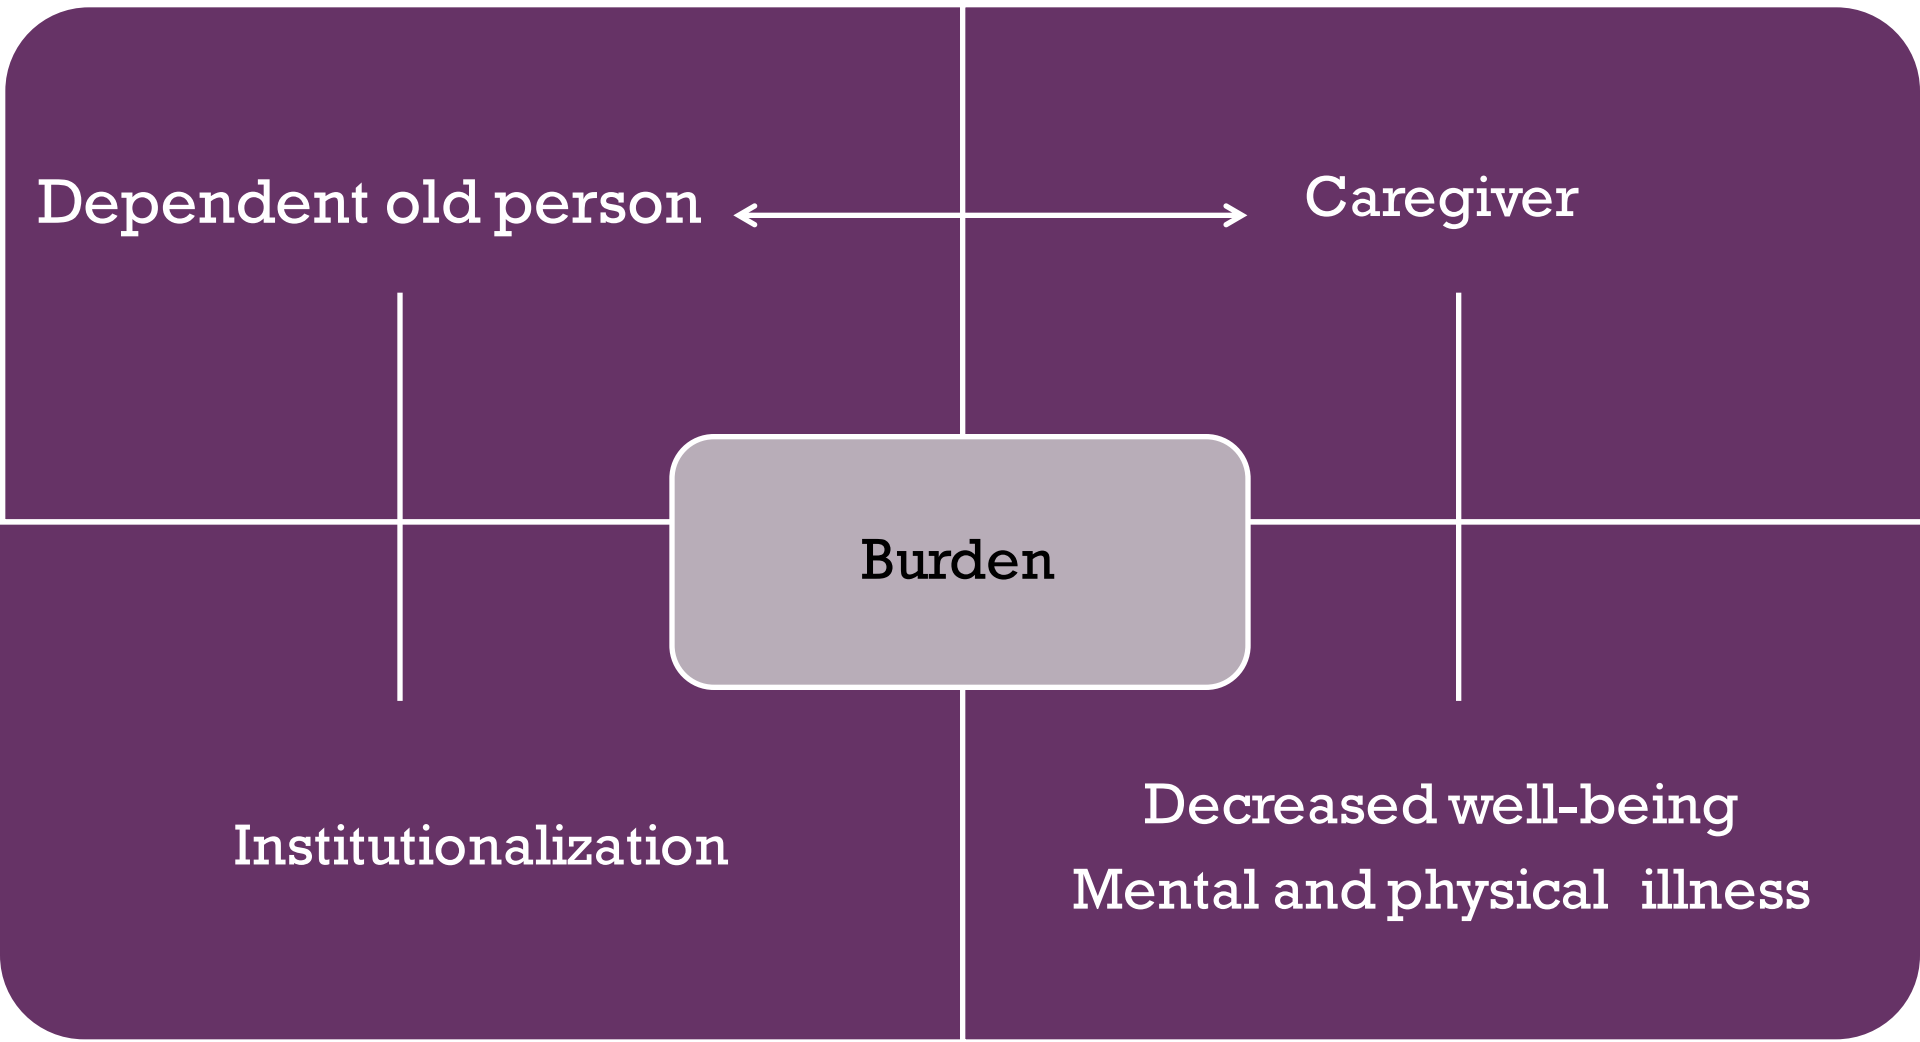 Dependent old person
Caregiver
Burden
Institutionalization
Decreased well-being
Mental and physical illness